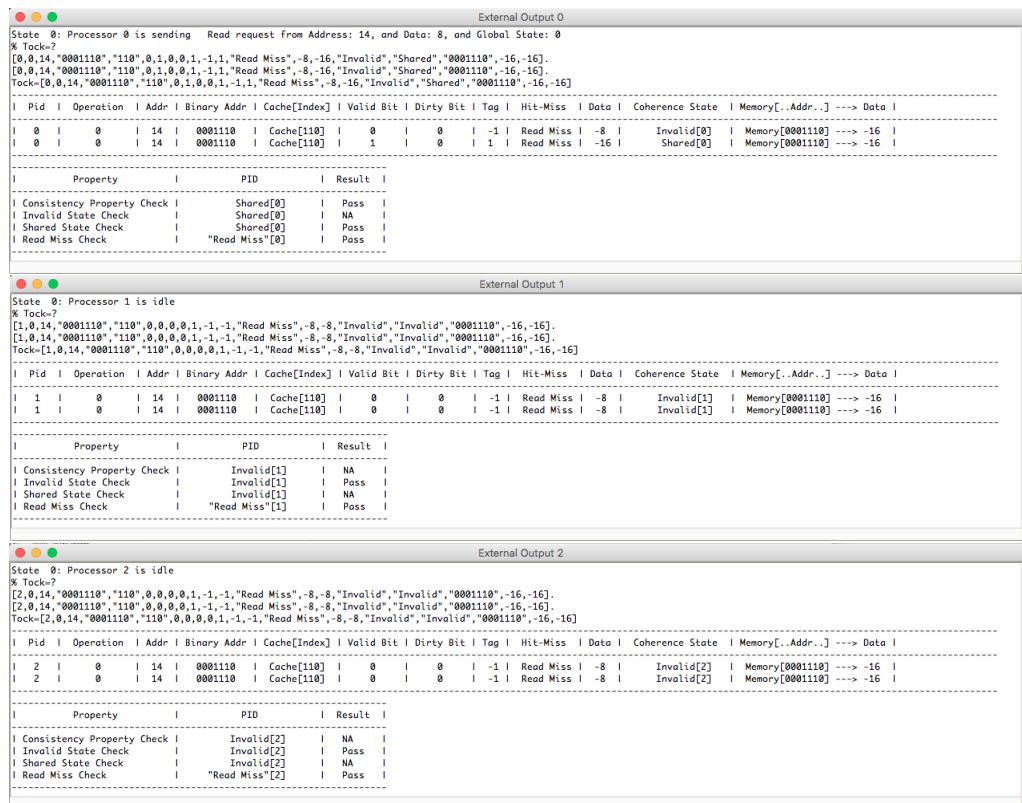 External Output 0
State 0: Processor 0 is sending Read request from Address: 14, and Data: 8, and Global State: 0
% Tock=?
[0,0,14,"0001110","110",0,1,0,0,1,-1,1,"Read Miss",-8,-16,"Invalid","Shared","0001110",-16,-16].
[0,0,14,"0001110","110",0,1,0,0,1,-1,1,"Read Miss",-8,-16,"Invalid","Shared","0001110",-16,-16].
Tock=[0,0,14,"0001110","110",0,1,0,0,1,-1,1,"Read Miss",-8,-16,"Invalid","Shared","0001110",-16,-16]
| Pid | Operation | Addr | Binary Addr | Cache[Index] | Valid Bit | Dirty Bit | Tag | Hit-Miss | Data | Coherence State | Memory[..Addr..] ---> Data |
| 0 | 0 | 14 | 0001110 | Cache[110] | 0 | 0 | -1 | Read Miss | -8 | Invalid[0] | Memory[0001110] ---> -16 |
| 0 | 0 | 14 | 0001110 | Cache[110] | 1 | 0 | 1 | Read Miss | -16 | Shared[0] | Memory[0001110] ---> -16 |
| Property | PID | Result |
| Consistency Property Check | Shared[0] | Pass |
| Invalid State Check | Shared[0] | NA |
| Shared State Check | Shared[0] | Pass |
| Read Miss Check | "Read Miss"[0] | Pass |
External Output 1
State 0: Processor 1 is idle
% Tock=?
[1,0,14,"0001110","110",0,0,0,0,1,-1,-1,"Read Miss",-8,-8,"Invalid","Invalid","0001110",-16,-16].
[1,0,14,"0001110","110",0,0,0,0,1,-1,-1,"Read Miss",-8,-8,"Invalid","Invalid","0001110",-16,-16].
Tock=[1,0,14,"0001110","110",0,0,0,0,1,-1,-1,"Read Miss",-8,-8,"Invalid","Invalid","0001110",-16,-16]
| Pid | Operation | Addr | Binary Addr | Cache[Index] | Valid Bit | Dirty Bit | Tag | Hit-Miss | Data | Coherence State | Memory[..Addr..] ---> Data |
| 1 | 0 | 14 | 0001110 | Cache[110] | 0 | 0 | -1 | Read Miss | -8 | Invalid[1] | Memory[0001110] ---> -16 |
| 1 | 0 | 14 | 0001110 | Cache[110] | 0 | 0 | -1 | Read Miss | -8 | Invalid[1] | Memory[0001110] ---> -16 |
| Property | PID | Result |
| Consistency Property Check | Invalid[1] | NA |
| Invalid State Check | Invalid[1] | Pass |
| Shared State Check | Invalid[1] | NA |
| Read Miss Check | "Read Miss"[1] | Pass |
External Output 2
State 0: Processor 2 is idle
% Tock=?
[2,0,14,"0001110","110",0,0,0,0,1,-1,-1,"Read Miss",-8,-8,"Invalid","Invalid","0001110",-16,-16].
[2,0,14,"0001110","110",0,0,0,0,1,-1,-1,"Read Miss",-8,-8,"Invalid","Invalid","0001110",-16,-16].
Tock=[2,0,14,"0001110","110",0,0,0,0,1,-1,-1,"Read Miss",-8,-8,"Invalid","Invalid","0001110",-16,-16]
| Pid | Operation | Addr | Binary Addr | Cache[Index] | Valid Bit | Dirty Bit | Tag | Hit-Miss | Data | Coherence State | Memory[..Addr..] ---> Data |
| 2 | 0 | 14 | 0001110 | Cache[110] | 0 | 0 | -1 | Read Miss | -8 | Invalid[2] | Memory[0001110] ---> -16 |
| 2 | 0 | 14 | 0001110 | Cache[110] | 0 | 0 | -1 | Read Miss | -8 | Invalid[2] | Memory[0001110] ---> -16 |
| Property | PID | Result |
| Consistency Property Check | Invalid[2] | NA |
| Invalid State Check | Invalid[2] | Pass |
| Shared State Check | Invalid[2] | NA |
| Read Miss Check | "Read Miss"[2] | Pass |